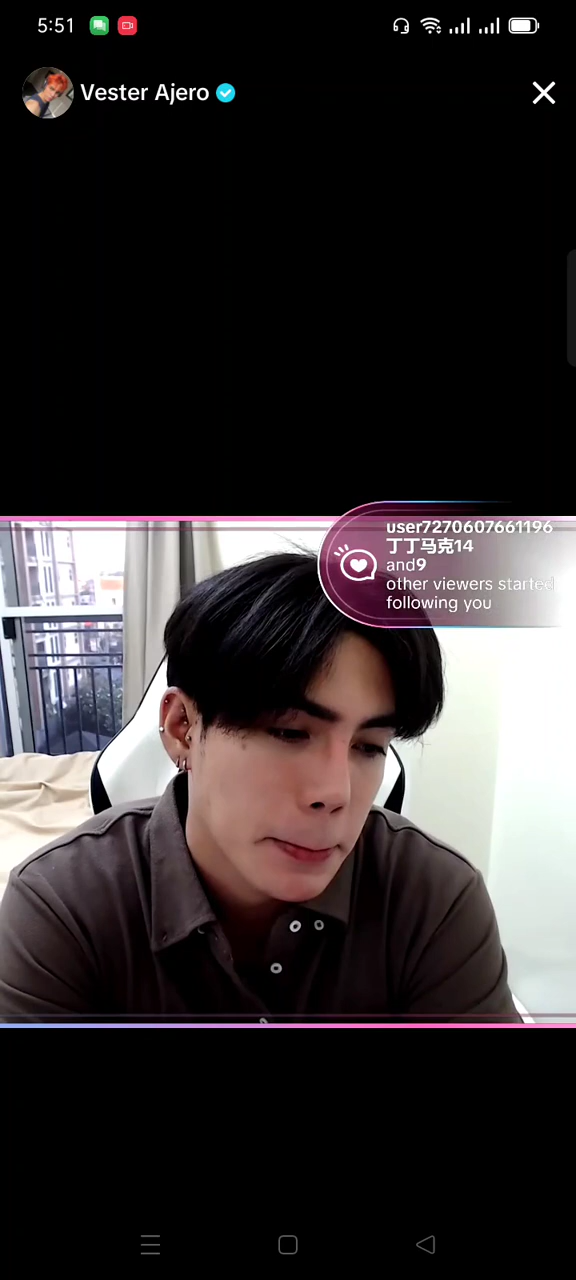 5:51
Vester Ajero
user7270607661196
丁丁马克14
and9
other viewers started
following you